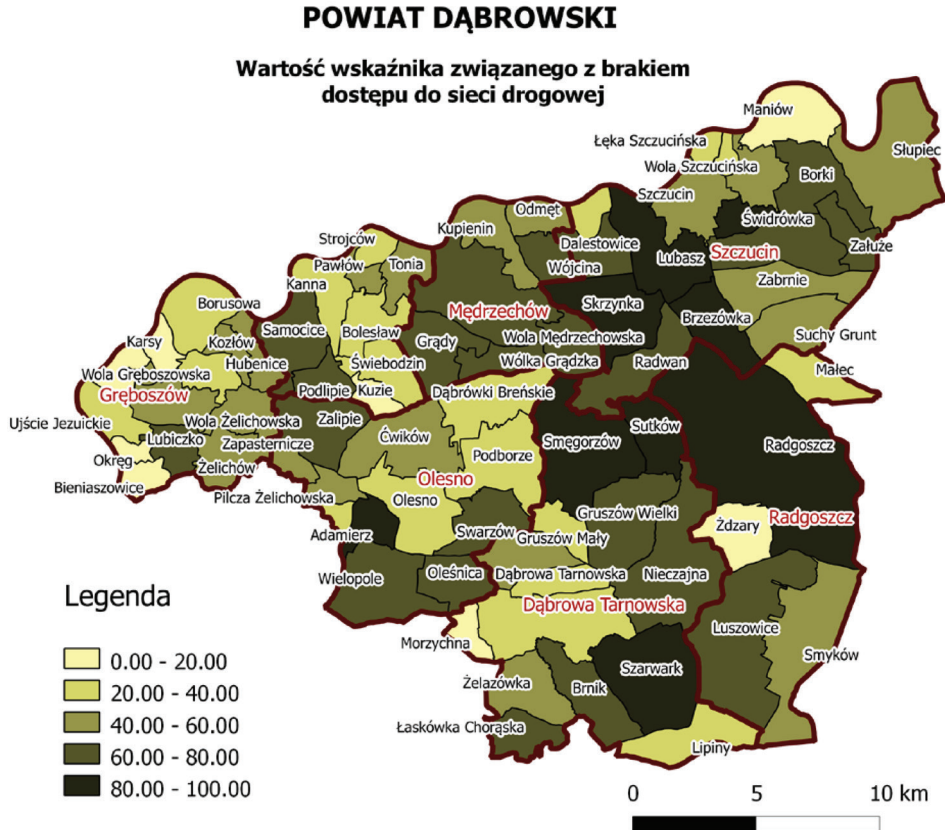 POWIAT DĄBROWSKI
Wartość wskaźnika związanego z brakiem
dostępu do sieci drogowej
Maniów
Łęka Szczucińska
Słupiec
Wola Szczucińska
Borki
Szczucin
Odmęt
Świdrówka
Kupienin
Strojców
Dalestowice
Załuże
Szczucin
Lubasz
Pawłów
Tonia
Wójcina
Zabrnie
Kanna
Borusowa
Skrzynka
Mędrzechów
Brzezówka
Samocice
Bolesław
Suchy Grunt
Karsy
Kozłów
Grądy
Wola Mędrzechowska
Hubenice
Świebodzin
Wólka Grądzka
Radwan
Małec
Wola Gręboszowska
Podlipie
Kuzie
Dąbrówki Breńskie
Gręboszów
Ujście Jezuickie
Wola Żelichowska
Zalipie
Sutków
Lubiczko
Zapasternicze
Ćwików
Smęgorzów
Radgoszcz
Podborze
Okręg
Żelichów
Bieniaszowice
Olesno
Pilcza Żelichowska
Olesno
Gruszów Wielki
Radgoszcz
Żdżary
Adamierz
Swarzów
Gruszów Mały
Wielopole
Oleśnica
Dąbrowa Tarnowska
Nieczajna
Legenda
Dąbrowa Tarnowska
Luszowice
Morzychna
Smyków
0.00 - 20.00
Szarwark
Żelazówka
Brnik
20.00 - 40.00
40.00 - 60.00
Łaskówka Chorąska
Lipiny
60.00 - 80.00
80.00 - 100.00
0 5 10 km